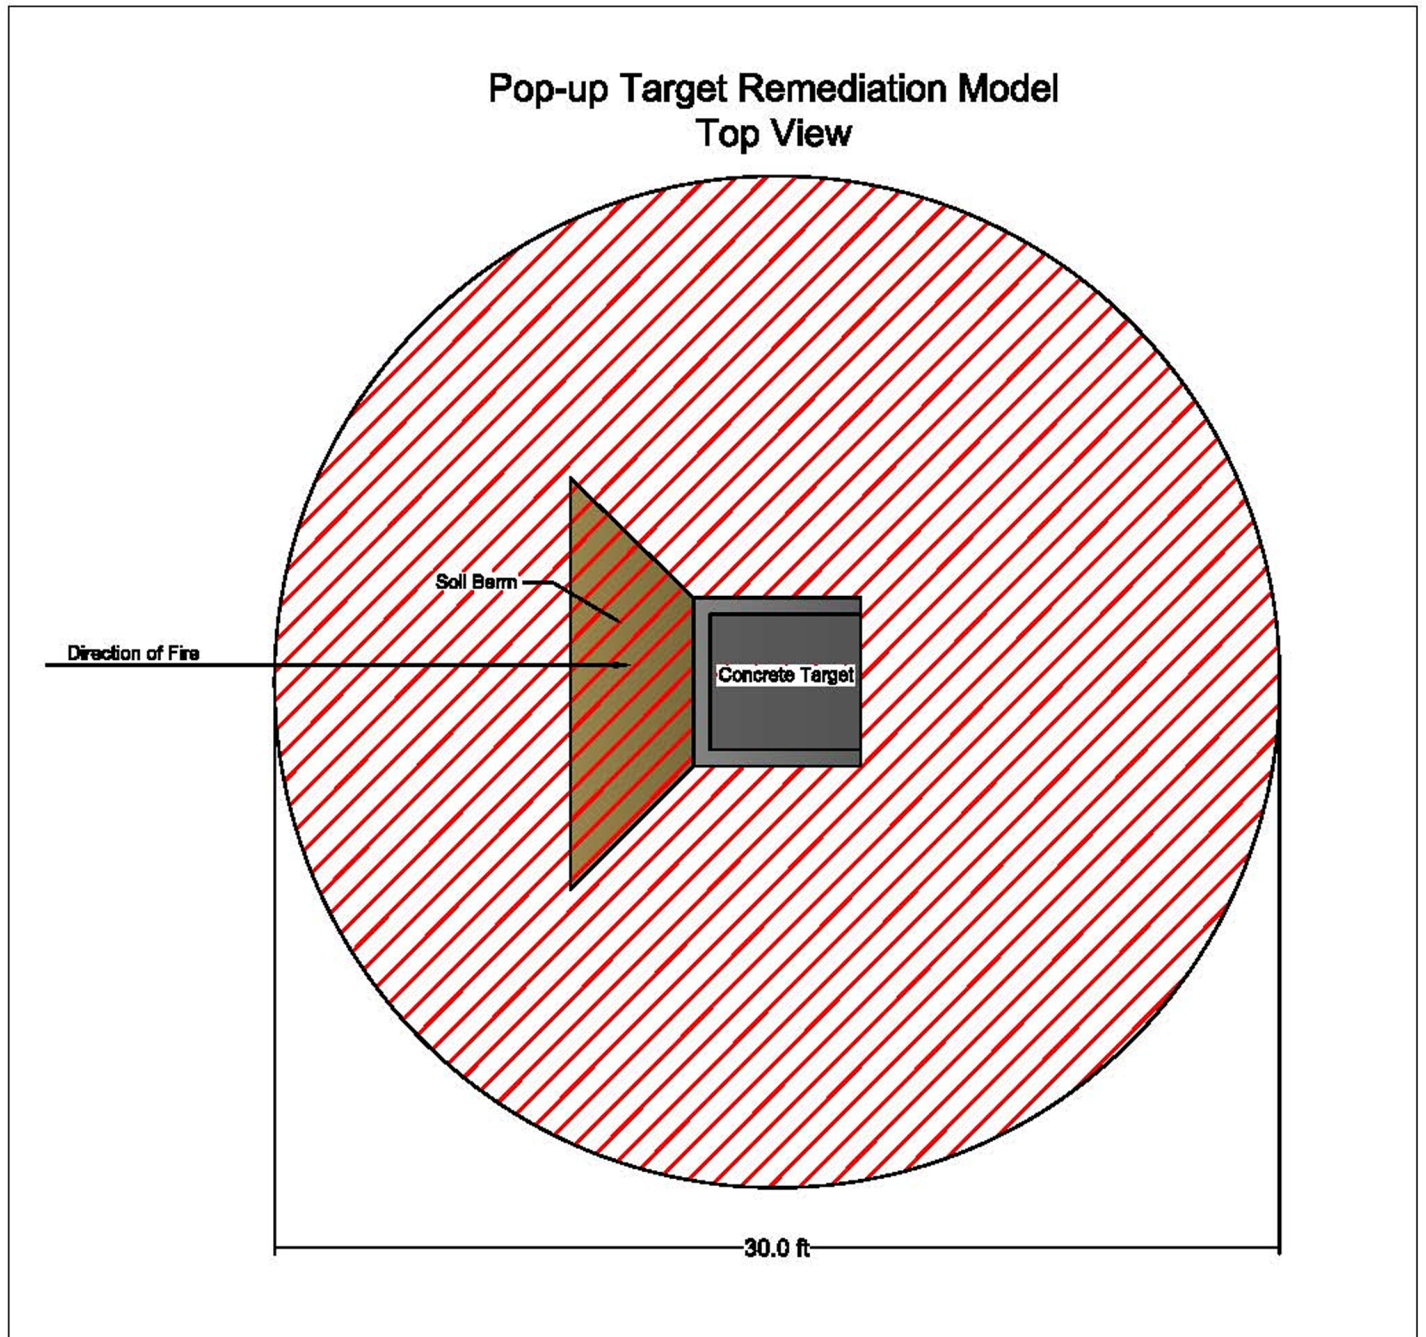 Pop-up Target Remediation Model
Top View
Soil Berm
Direction of Fire
Concrete Target
30.0 ft